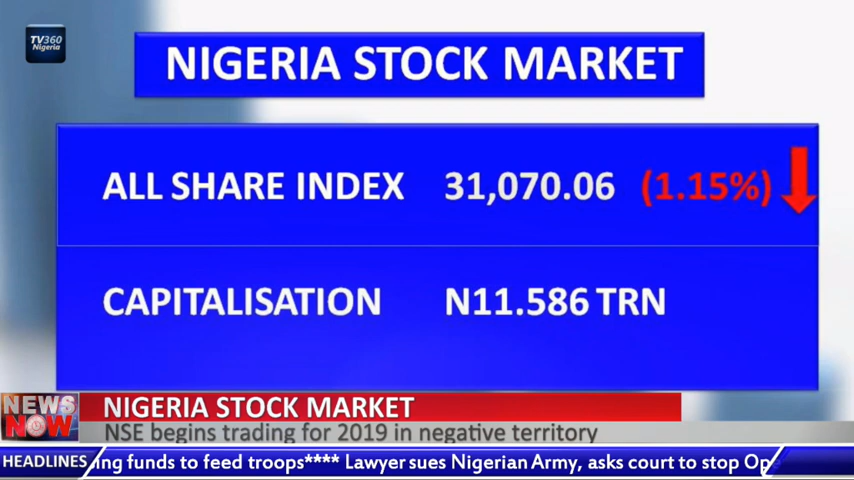 TV360
Nigeria
NIGERIA STOCK MARKET
ALL SHARE INDEX 31,070.06 (1.15%)
CAPITALISATION N11.586 TRN
NEWS
NOW
NIGERIA STOCK MARKET
NSE begins trading for 2019 in negative territory
HEADLINES funds to feed troops**** Lawyer sues Nigerian Army, asks court to stop